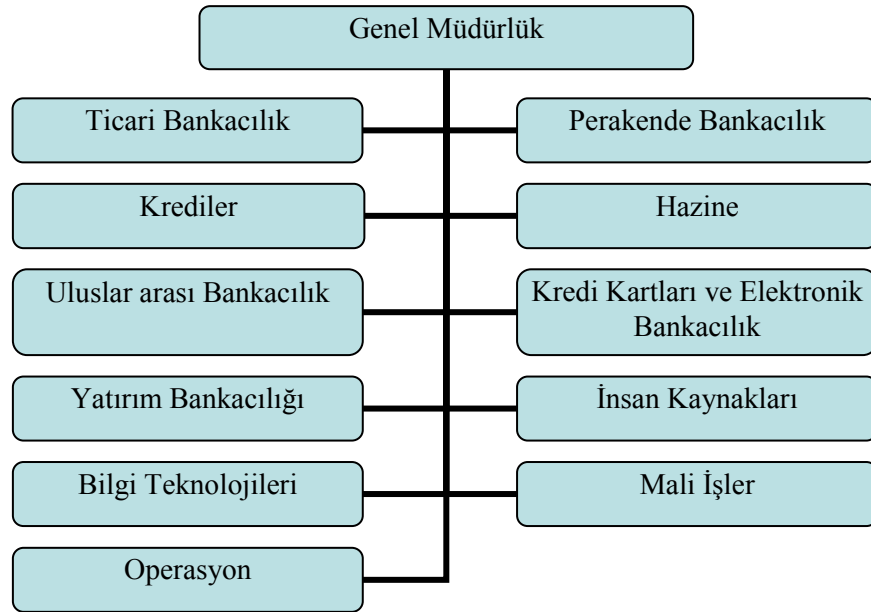 Genel Müdürlük
Ticari Bankacılık
Perakende Bankacılık
Krediler
Hazine
Uluslar arası Bankacılık
Kredi Kartları ve Elektronik
Bankacılık
Yatırım Bankacılığı
İnsan Kaynakları
Bilgi Teknolojileri
Mali İşler
Operasyon